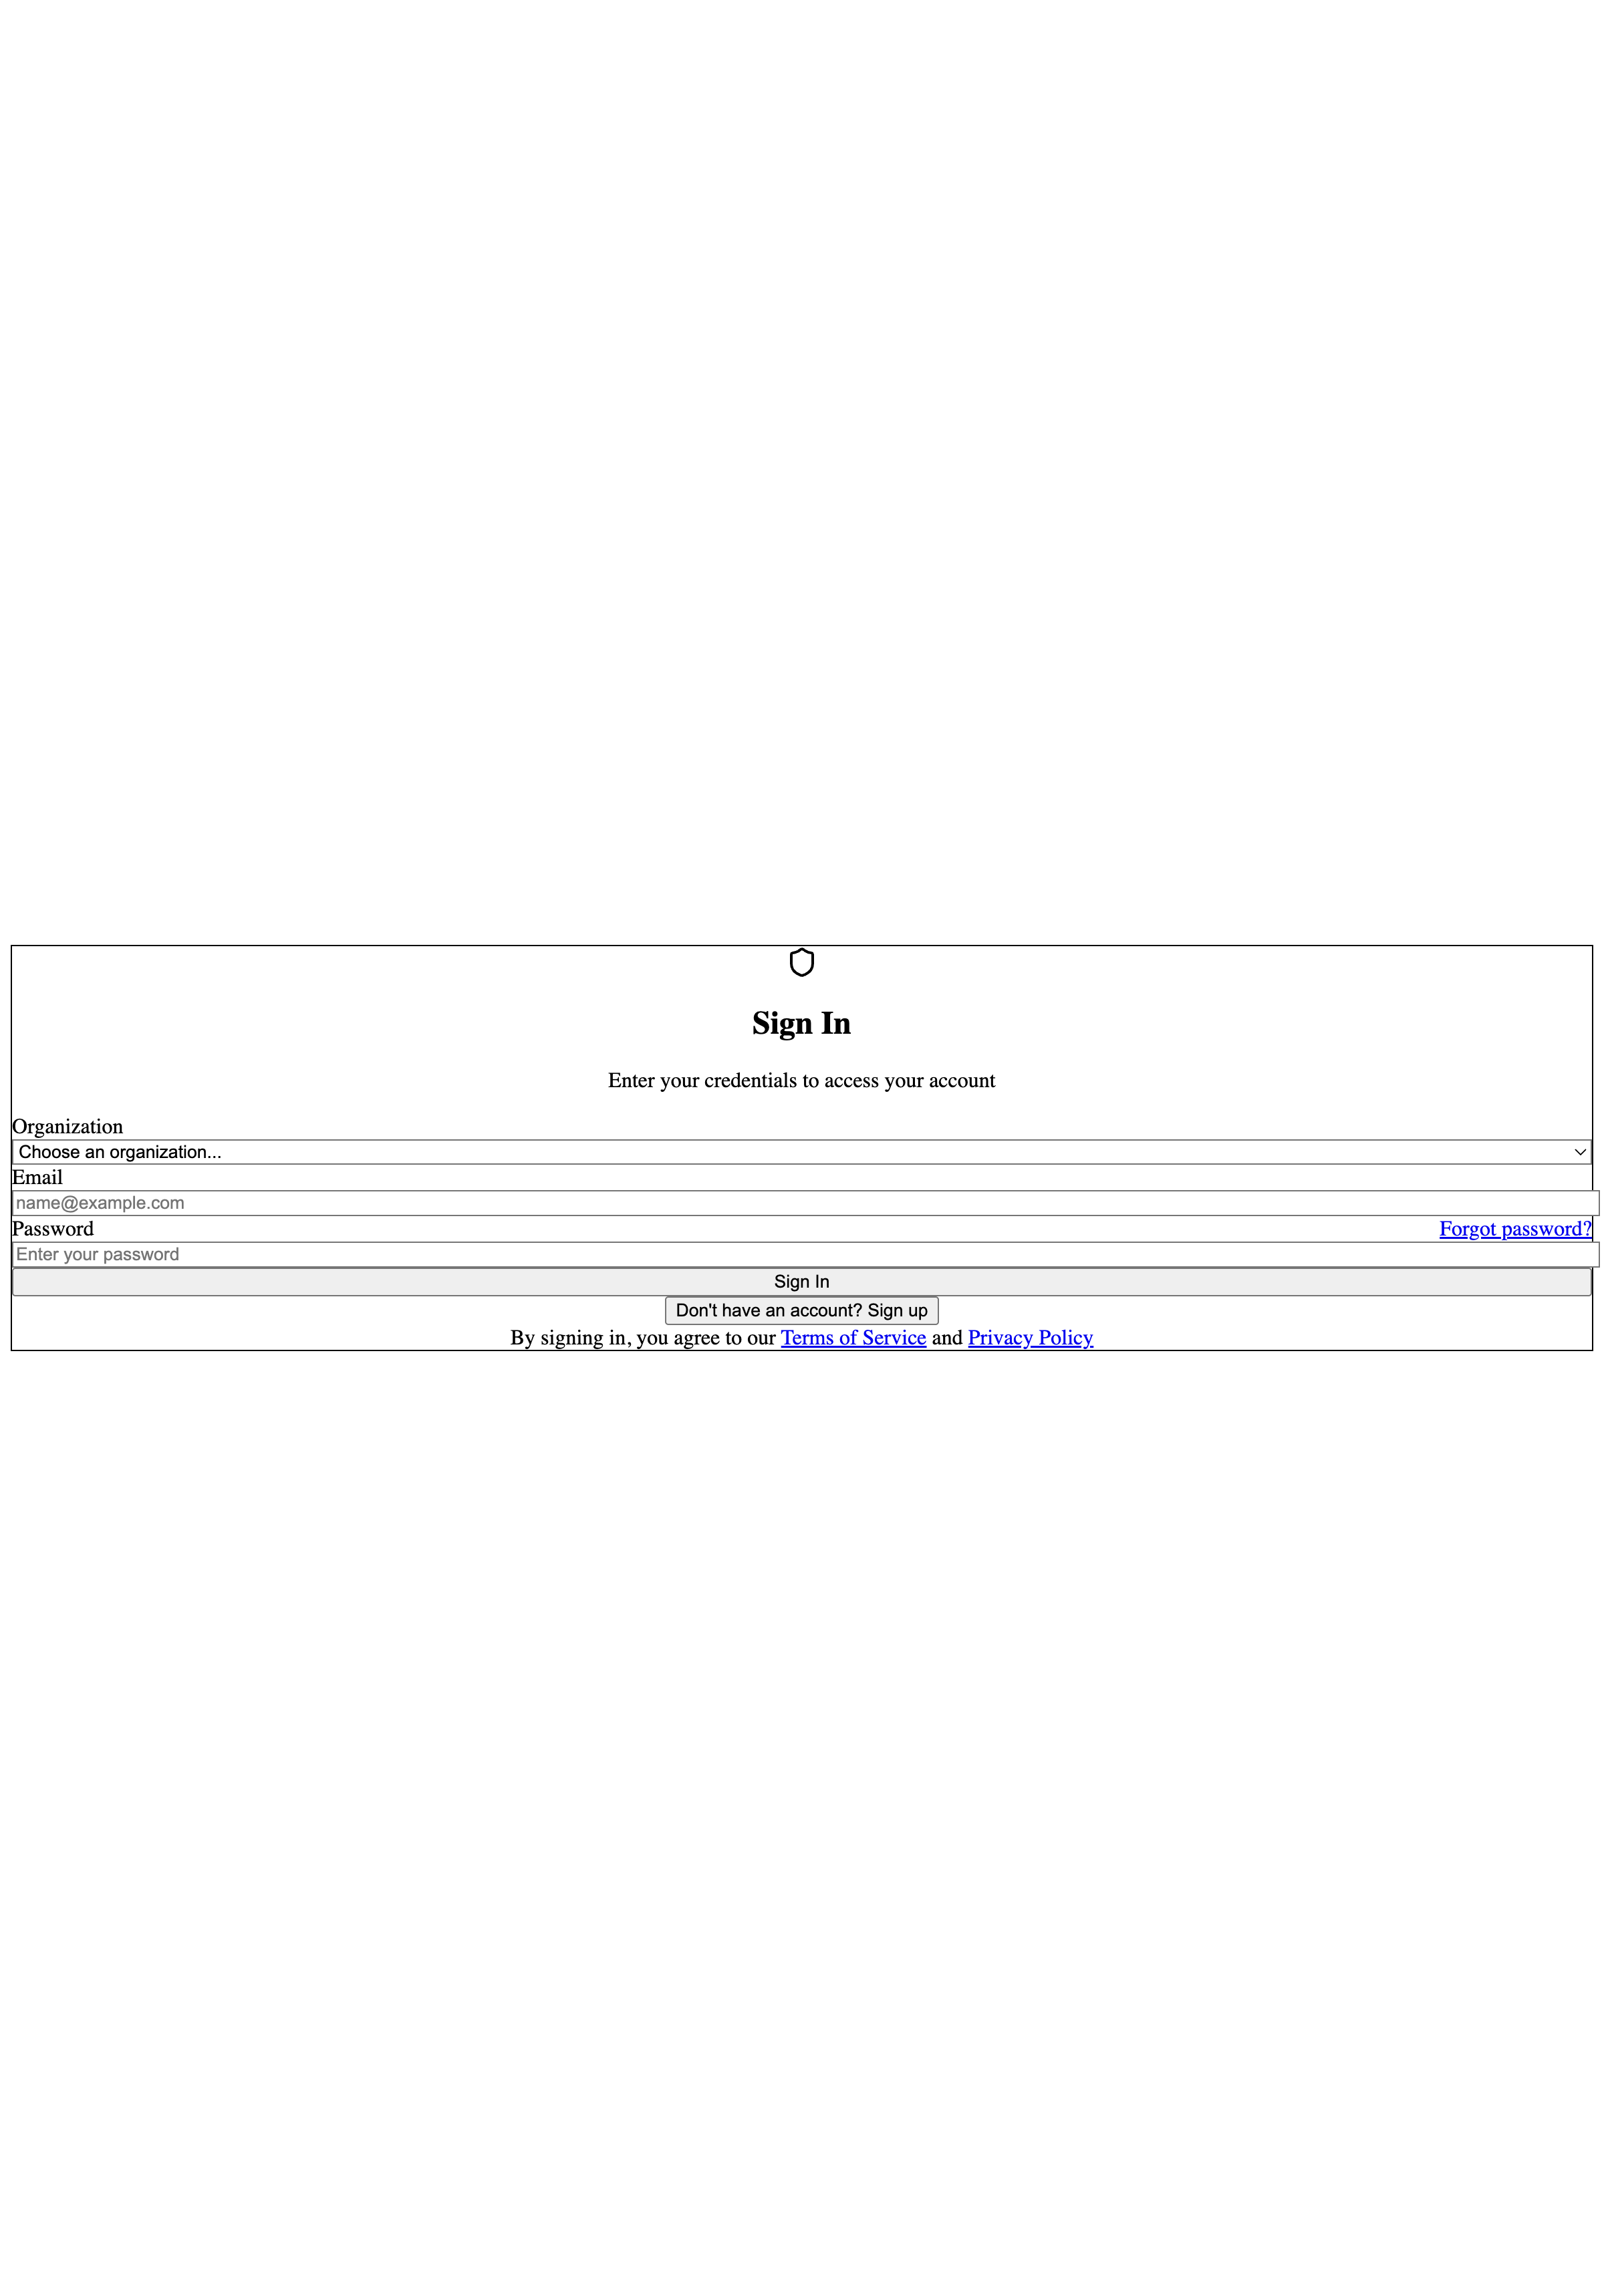 Sign In
Enter your credentials to access your account
Organization
Choose an organization...
Email
name@example.com
Password Forgot password?
Enter your password
Sign In
Don't have an account? Sign up
By signing in, you agree to our Terms of Service and Privacy Policy